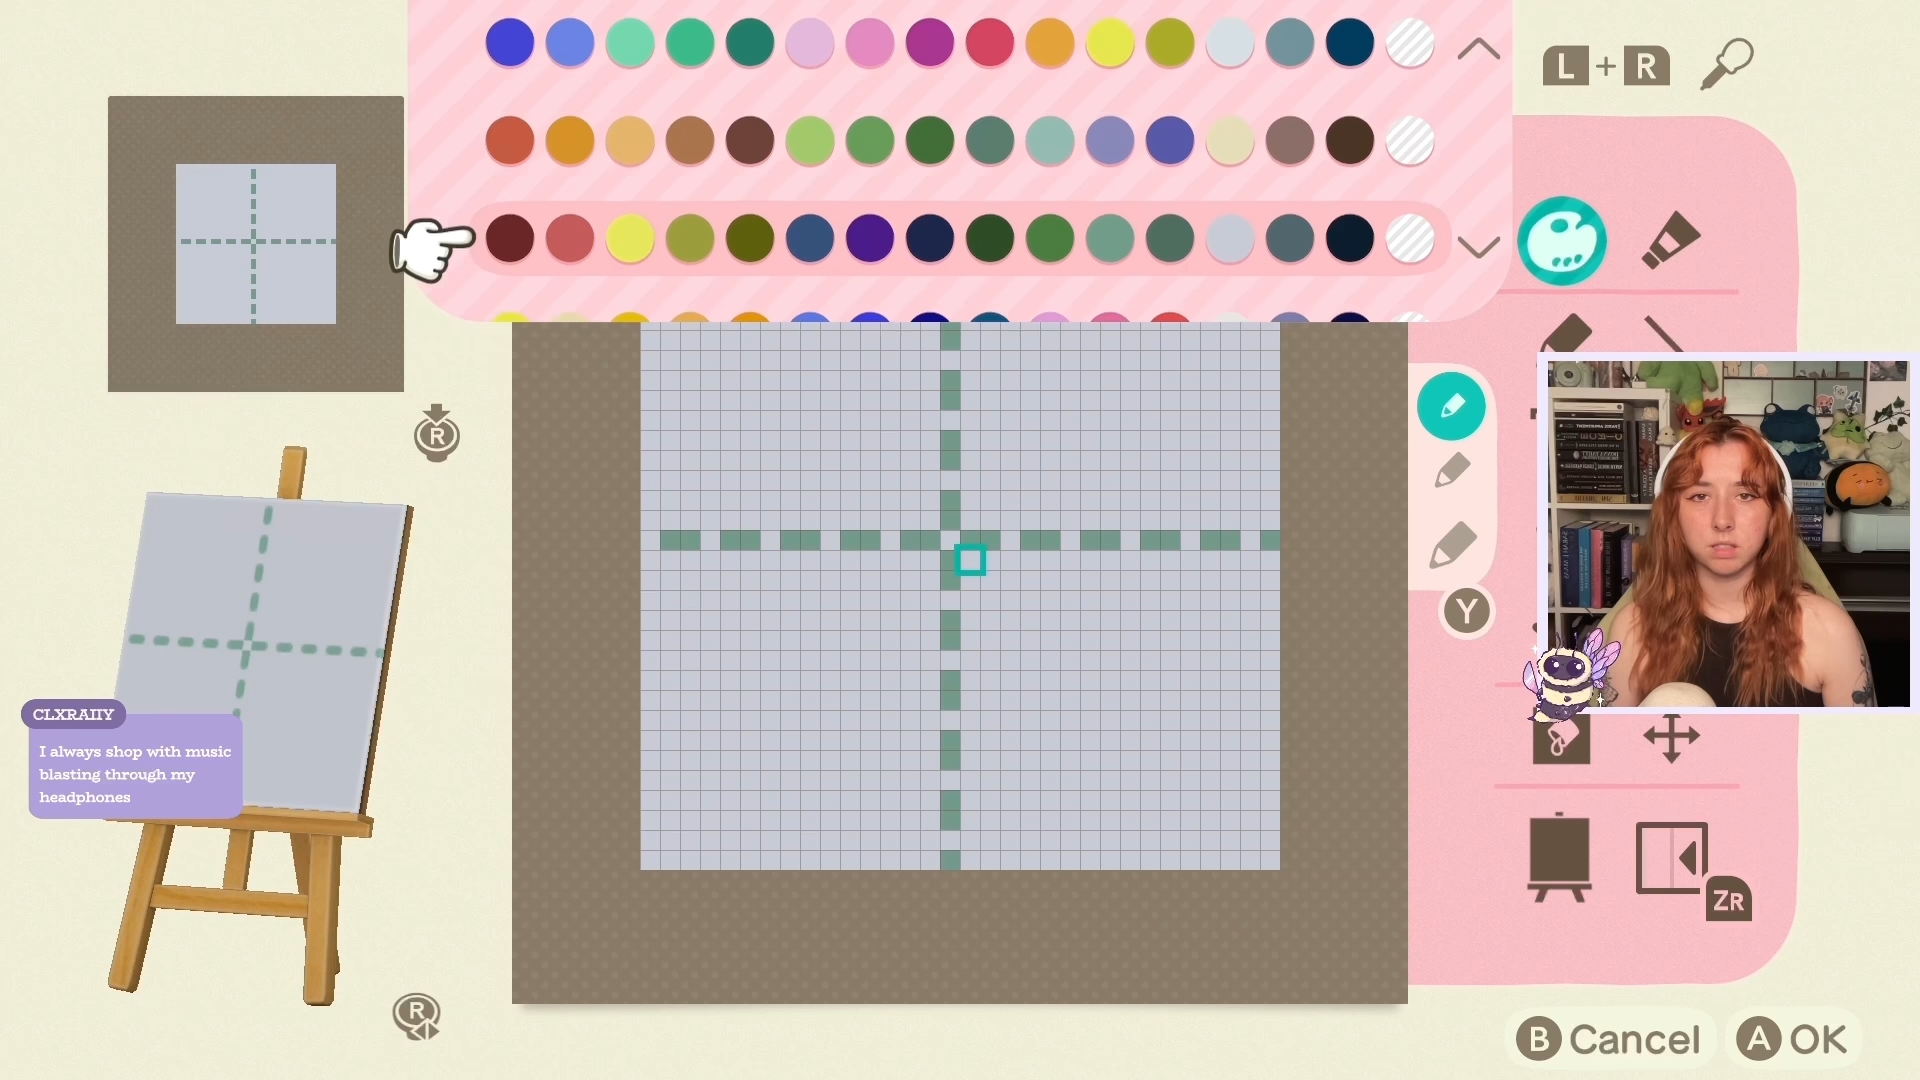 L + R
R
Y
CLXRAIIY
I always shop with music
blasting through my
headphones
ZR
R
B Cancel A OK